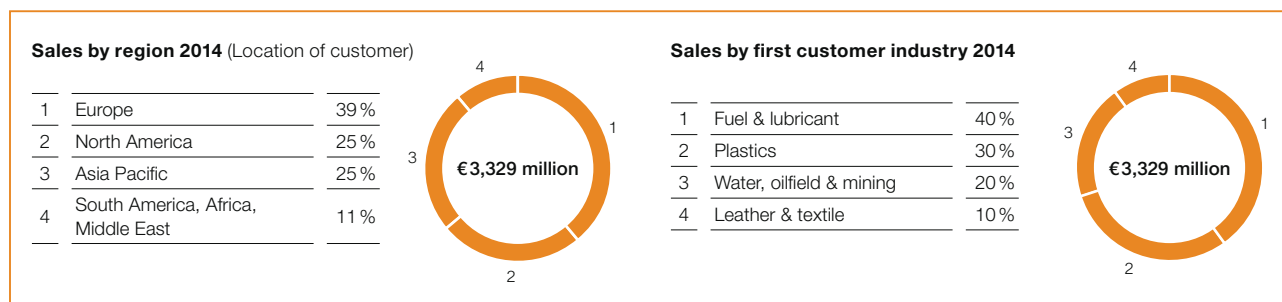 Sales by region 2014 (Location of customer)
1 Europe 39 %
2 North America 25 %
3 Asia Pacific 25 %
4 South America, Africa,
Middle East 11 %
4
1
3
€ 3,329 million
2
Sales by first customer industry 2014
1 Fuel & lubricant 40 %
2 Plastics 30 %
3 Water, oilfield & mining 20 %
4 Leather & textile 10 %
4
1
3
€ 3,329 million
2